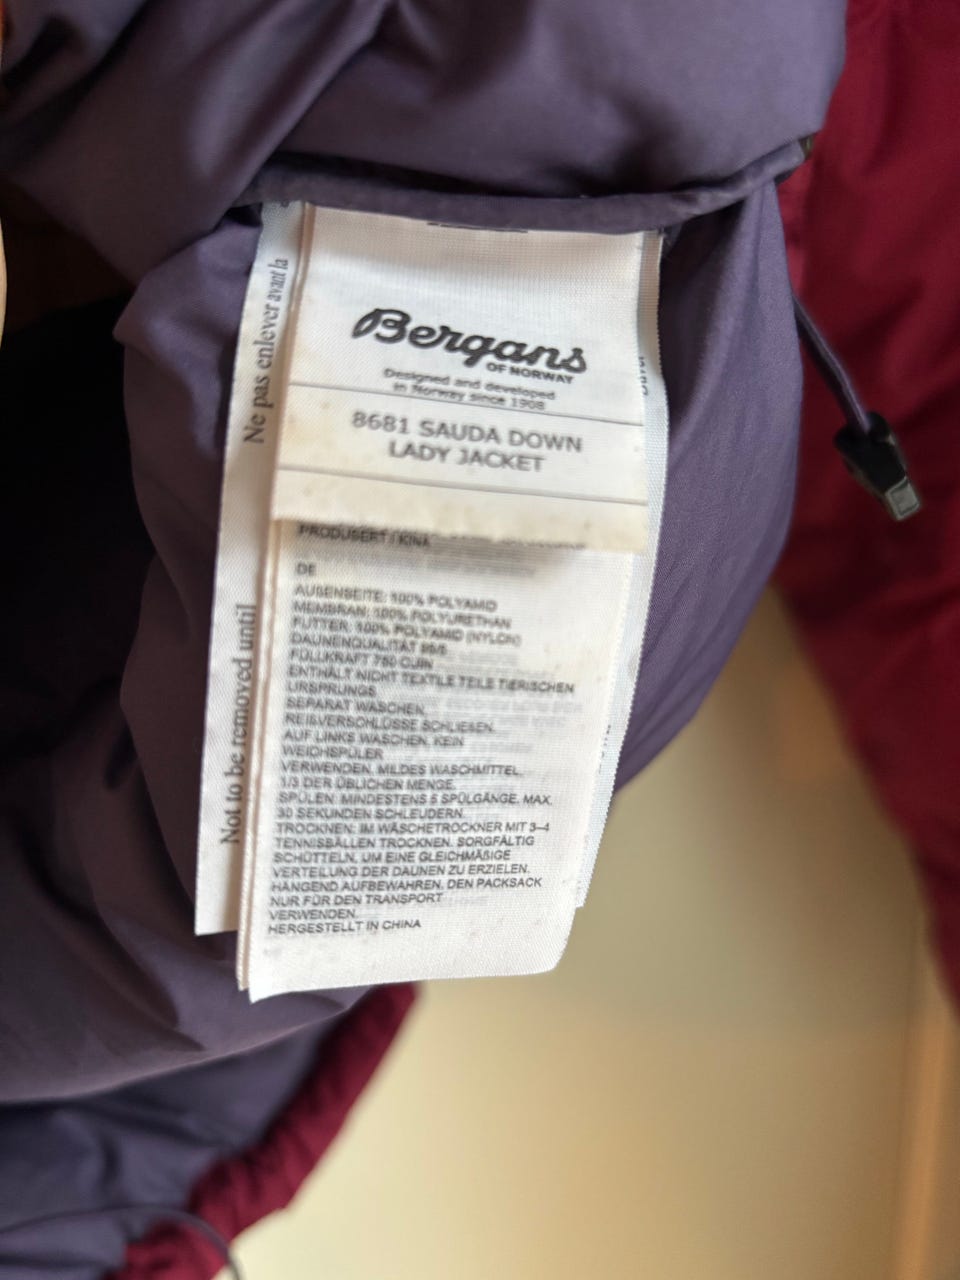 Ne pas enlever avant la
Not to be removed until
Bergans
OF NORWAY
Designed and developed
in Norway since 1908
8681 SAUDA DOWN
LADY JACKET
PRODUSERT I KINA
DE
AUßENSEITE: 100% POLYAMID
MEMBRAN: 100% POLYURETHAN
FUTTER: 100% POLYAMID (NYLON)
DAUNENQUALITÄT
FÜLLKRAFT 750 CUIN
ENTHÄLT NICHT TEXTILE TEILE TIERISCHEN
URSPRUNGS.
SEPARAT WASCHEN.
REIßVERSCHLÜSSE SCHLIEßEN.
AUF LINKS WASCHEN. KEIN
WEICHSPÜLER
VERWENDEN. MILDES WASCHMITTEL.
1/3 DER ÜBLICHEN MENGE.
SPÜLEN: MINDESTENS 5 SPÜLGÄNGE. MAX.
30 SEKUNDEN SCHLEUDERN.
TROCKNEN: IM WÄSCHETROCKNER MIT 3–4
TENNISBÄLLEN TROCKNEN. SORGFÄLTIG
SCHÜTTELN, UM EINE GLEICHMÄßIGE
VERTEILUNG DER DAUNEN ZU ERZIELEN.
HÄNGEND AUFBEWAHREN. DEN PACKSACK
NUR FÜR DEN TRANSPORT
VERWENDEN.
HERGESTELLT IN CHINA